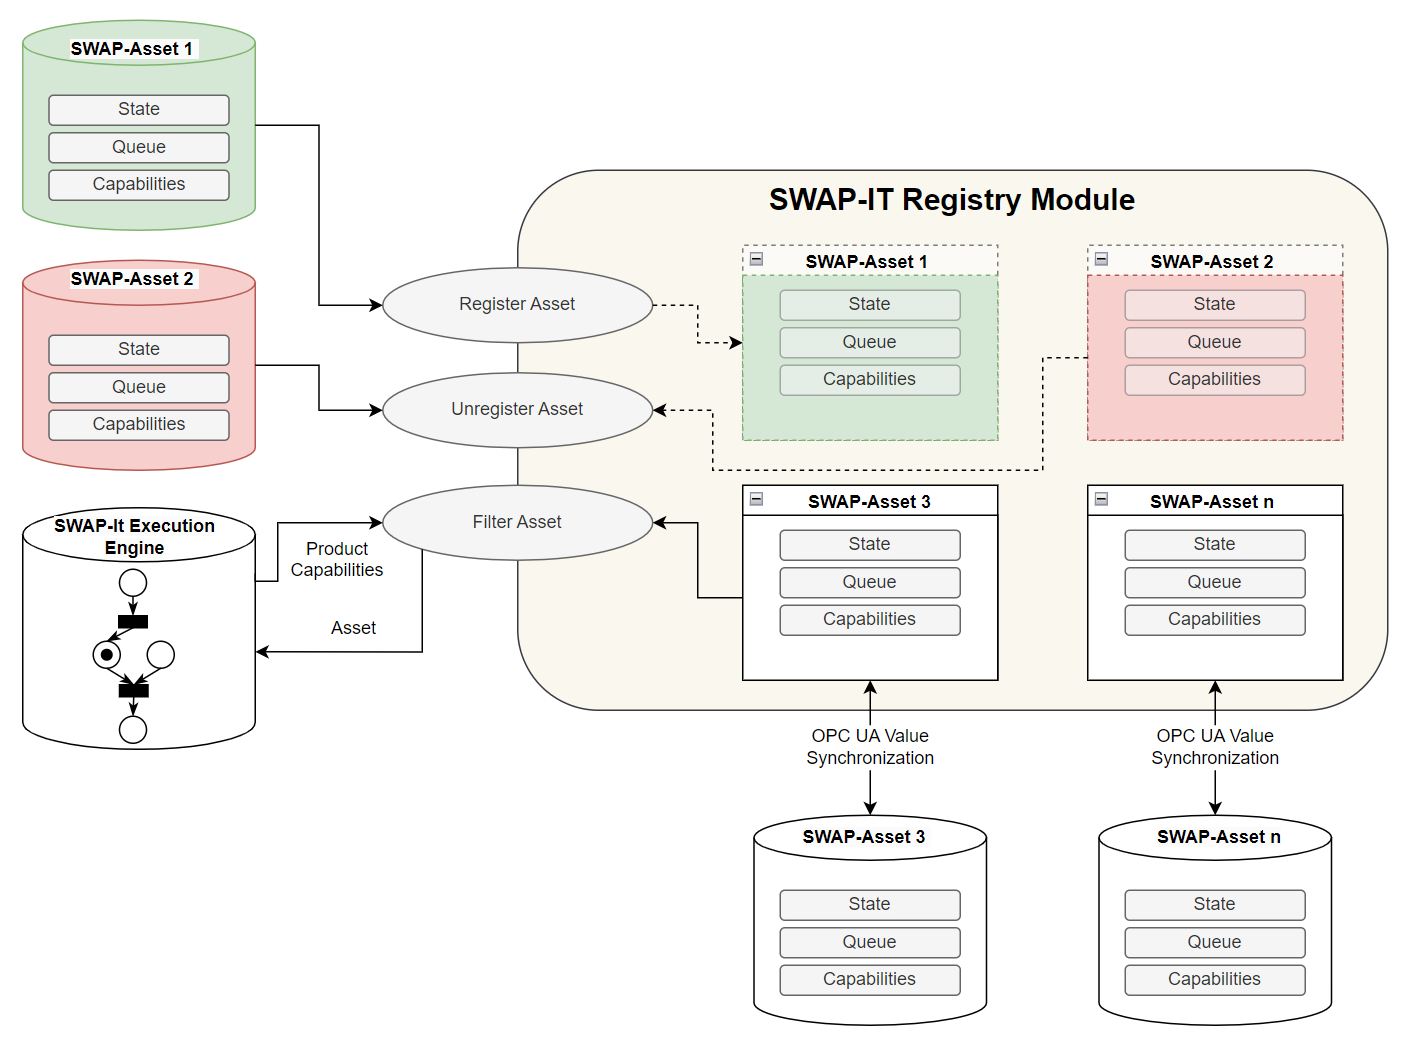 SWAP-Asset 1
State
Queue
Capabilities
SWAP-Asset 2
State
Queue
Capabilities
SWAP-It Execution
Engine
Product
Capabilities
Asset
Register Asset
Unregister Asset
Filter Asset
SWAP-IT Registry Module
SWAP-Asset 1
State
Queue
Capabilities
SWAP-Asset 2
State
Queue
Capabilities
SWAP-Asset 3
State
Queue
Capabilities
SWAP-Asset n
State
Queue
Capabilities
OPC UA Value
Synchronization
OPC UA Value
Synchronization
SWAP-Asset 3
State
Queue
Capabilities
SWAP-Asset n
State
Queue
Capabilities